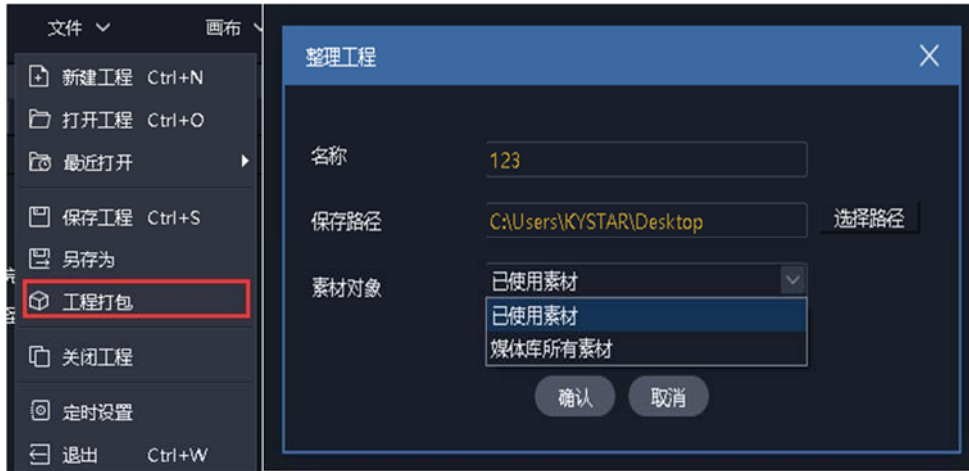 文件
画布
新建工程 Ctrl+N
打开工程 Ctrl+O
最近打开
保存工程 Ctrl+S
另存为
工程打包
关闭工程
定时设置
退出 Ctrl+W
整理工程
名称 123
保存路径 C:\Users\KYSTAR\Desktop 选择路径
素材对象 已使用素材
已使用素材
媒体库所有素材
确认 取消